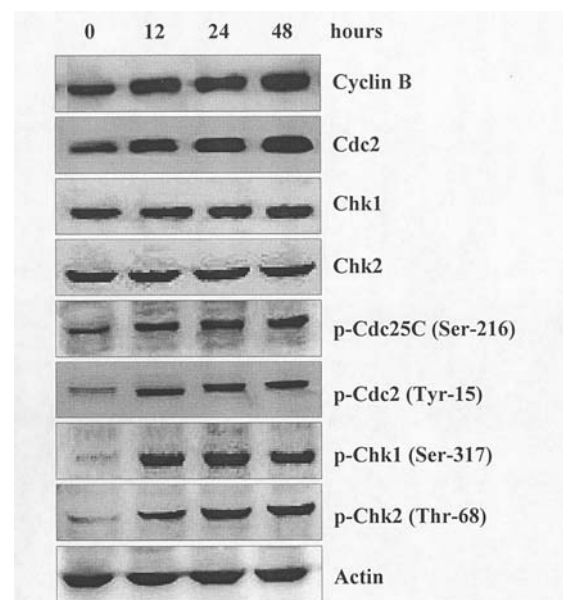 0 12 24 48 hours
Cyclin B
Cdc2
Chk1
Chk2
p-Cdc25C (Ser-216)
p-Cdc2 (Tyr-15)
p-Chk1 (Ser-317)
p-Chk2 (Thr-68)
Actin